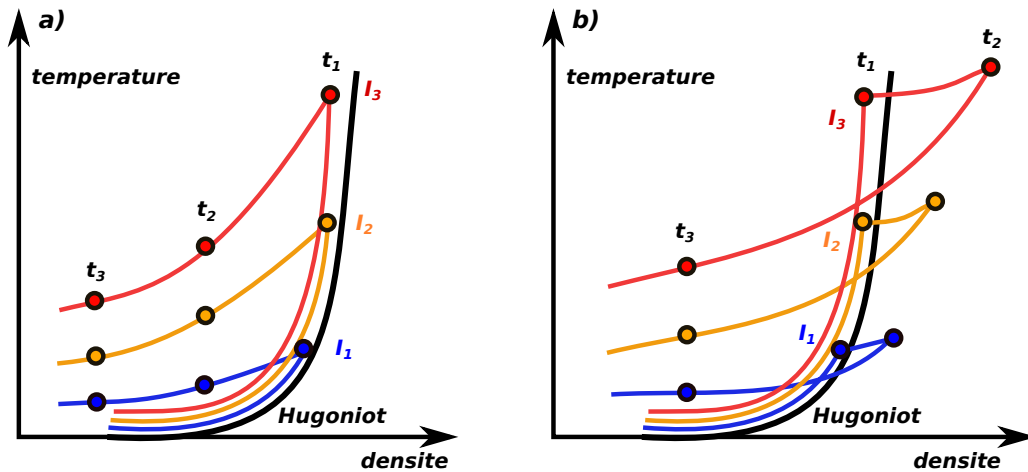 a)
temperature
t1
I3
t2
I2
t3
I1
Hugoniot
densite
b)
t2
temperature
t1
I3
I2
t3
I1
Hugoniot
densite